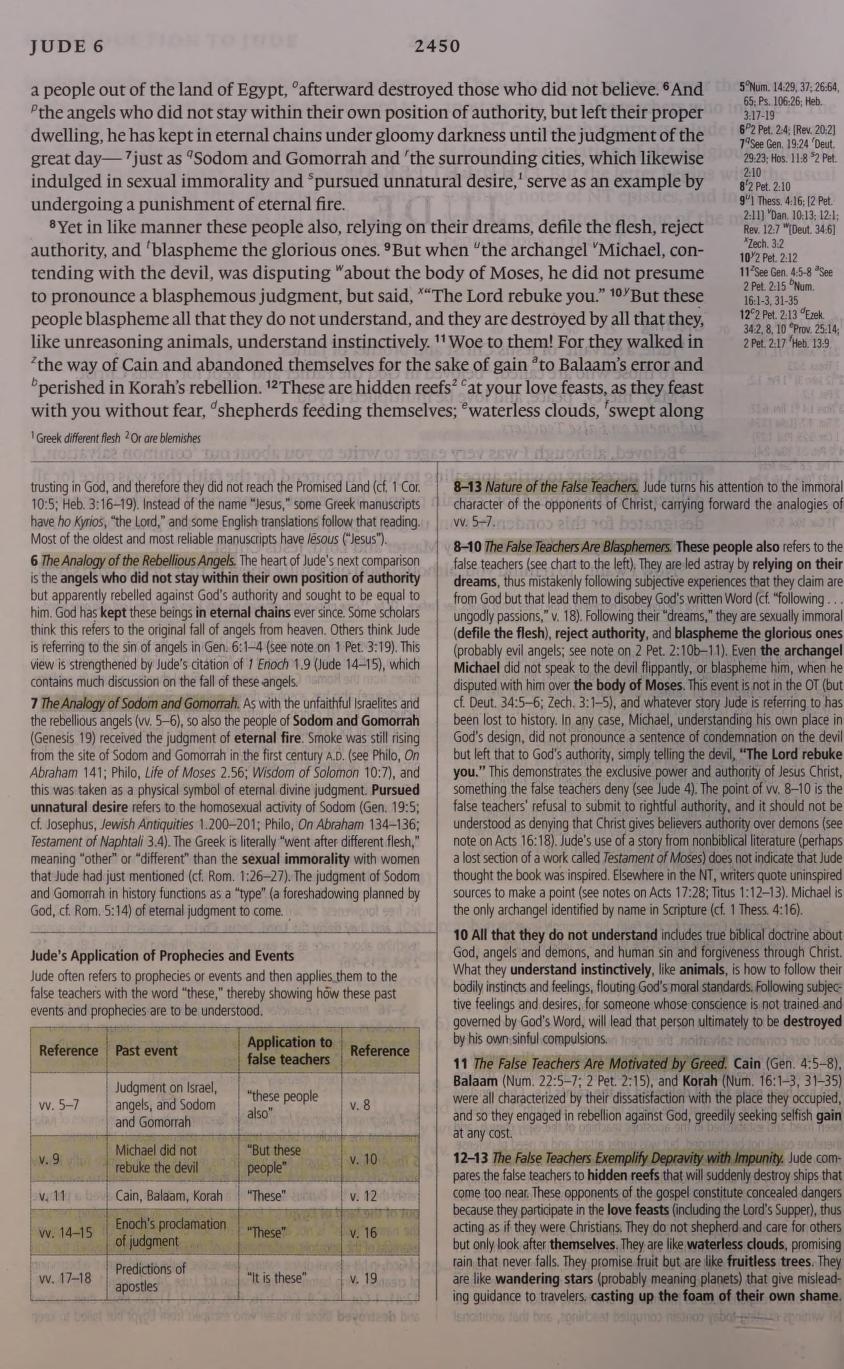 JUDE 6
2450
a people out of the land of Egypt, ᵒafterward destroyed those who did not believe. ⁶And
ᵖthe angels who did not stay within their own position of authority, but left their proper
dwelling, he has kept in eternal chains under gloomy darkness until the judgment of the
great day— ⁷just as ᑫSodom and Gomorrah and ʳthe surrounding cities, which likewise
indulged in sexual immorality and ˢpursued unnatural desire,¹ serve as an example by
undergoing a punishment of eternal fire.
⁸Yet in like manner these people also, relying on their dreams, defile the flesh, reject
authority, and ᵗblaspheme the glorious ones. ⁹But when ᵘthe archangel ᵛMichael, con-
tending with the devil, was disputing ʷabout the body of Moses, he did not presume
to pronounce a blasphemous judgment, but said, ˣ“The Lord rebuke you.” ¹⁰ʸBut these
people blaspheme all that they do not understand, and they are destroyed by all that they,
like unreasoning animals, understand instinctively. ¹¹Woe to them! For they walked in
ᶻthe way of Cain and abandoned themselves for the sake of gain ᵃto Balaam’s error and
ᵇperished in Korah’s rebellion. ¹²These are hidden reefs² ᶜat your love feasts, as they feast
with you without fear, ᵈshepherds feeding themselves; ᵉwaterless clouds, ᶠswept along
¹ Greek different flesh ² Or are blemishes
5ᵒNum. 14:29, 37; 26:64,
65; Ps. 106:26; Heb.
3:17-19
6ᵖ2 Pet. 2:4; [Rev. 20:2]
7ᑫSee Gen. 19:24 ʳDeut.
29:23; Hos. 11:8 ˢ2 Pet.
2:10
8ᵗ2 Pet. 2:10
9ᵘ1 Thess. 4:16; [2 Pet.
2:11] ᵛDan. 10:13; 12:1;
Rev. 12:7 ʷ[Deut. 34:6]
ˣZech. 3:2
10ʸ2 Pet. 2:12
11ᶻSee Gen. 4:5-8 ᵃSee
2 Pet. 2:15 ᵇNum.
16:1-3, 31-35
12ᶜ2 Pet. 2:13 ᵈEzek.
34:2, 8, 10 ᵉProv. 25:14;
2 Pet. 2:17 ᶠHeb. 13:9
trusting in God, and therefore they did not reach the Promised Land (cf. 1 Cor.
10:5; Heb. 3:16–19). Instead of the name “Jesus,” some Greek manuscripts
have ho Kyrios, “the Lord,” and some English translations follow that reading.
Most of the oldest and most reliable manuscripts have Iēsous (“Jesus”).
6 The Analogy of the Rebellious Angels. The heart of Jude’s next comparison
is the angels who did not stay within their own position of authority
but apparently rebelled against God’s authority and sought to be equal to
him. God has kept these beings in eternal chains ever since. Some scholars
think this refers to the original fall of angels from heaven. Others think Jude
is referring to the sin of angels in Gen. 6:1–4 (see note on 1 Pet. 3:19). This
view is strengthened by Jude’s citation of 1 Enoch 1.9 (Jude 14–15), which
contains much discussion on the fall of these angels.
7 The Analogy of Sodom and Gomorrah. As with the unfaithful Israelites and
the rebellious angels (vv. 5–6), so also the people of Sodom and Gomorrah
(Genesis 19) received the judgment of eternal fire. Smoke was still rising
from the site of Sodom and Gomorrah in the first century A.D. (see Philo, On
Abraham 141; Philo, Life of Moses 2.56; Wisdom of Solomon 10:7), and
this was taken as a physical symbol of eternal divine judgment. Pursued
unnatural desire refers to the homosexual activity of Sodom (Gen. 19:5;
cf. Josephus, Jewish Antiquities 1.200–201; Philo, On Abraham 134–136;
Testament of Naphtali 3.4). The Greek is literally “went after different flesh,”
meaning “other” or “different” than the sexual immorality with women
that Jude had just mentioned (cf. Rom. 1:26–27). The judgment of Sodom
and Gomorrah in history functions as a “type” (a foreshadowing planned by
God, cf. Rom. 5:14) of eternal judgment to come.
Jude’s Application of Prophecies and Events
Jude often refers to prophecies or events and then applies them to the
false teachers with the word “these,” thereby showing how these past
events and prophecies are to be understood.
Reference Past event Application to false teachers Reference
vv. 5–7 Judgment on Israel, angels, and Sodom and Gomorrah “these people also” v. 8
v. 9 Michael did not rebuke the devil “But these people” v. 10
v. 11 Cain, Balaam, Korah “These” v. 12
vv. 14–15 Enoch’s proclamation of judgment “These” v. 16
vv. 17–18 Predictions of apostles “It is these” v. 19
8–13 Nature of the False Teachers. Jude turns his attention to the immoral
character of the opponents of Christ, carrying forward the analogies of
vv. 5–7.
8–10 The False Teachers Are Blasphemers. These people also refers to the
false teachers (see chart to the left). They are led astray by relying on their
dreams, thus mistakenly following subjective experiences that they claim are
from God but that lead them to disobey God’s written Word (cf. “following . . .
ungodly passions,” v. 18). Following their “dreams,” they are sexually immoral
(defile the flesh), reject authority, and blaspheme the glorious ones
(probably evil angels; see note on 2 Pet. 2:10b–11). Even the archangel
Michael did not speak to the devil flippantly, or blaspheme him, when he
disputed with him over the body of Moses. This event is not in the OT (but
cf. Deut. 34:5–6; Zech. 3:1–5), and whatever story Jude is referring to has
been lost to history. In any case, Michael, understanding his own place in
God’s design, did not pronounce a sentence of condemnation on the devil
but left that to God’s authority, simply telling the devil, “The Lord rebuke
you.” This demonstrates the exclusive power and authority of Jesus Christ,
something the false teachers deny (see Jude 4). The point of vv. 8–10 is the
false teachers’ refusal to submit to rightful authority, and it should not be
understood as denying that Christ gives believers authority over demons (see
note on Acts 16:18). Jude’s use of a story from nonbiblical literature (perhaps
a lost section of a work called Testament of Moses) does not indicate that Jude
thought the book was inspired. Elsewhere in the NT, writers quote uninspired
sources to make a point (see notes on Acts 17:28; Titus 1:12–13). Michael is
the only archangel identified by name in Scripture (cf. 1 Thess. 4:16).
10 All that they do not understand includes true biblical doctrine about
God, angels and demons, and human sin and forgiveness through Christ.
What they understand instinctively, like animals, is how to follow their
bodily instincts and feelings, flouting God’s moral standards. Following subjec-
tive feelings and desires, for someone whose conscience is not trained and
governed by God’s Word, will lead that person ultimately to be destroyed
by his own sinful compulsions.
11 The False Teachers Are Motivated by Greed. Cain (Gen. 4:5–8),
Balaam (Num. 22:5–7; 2 Pet. 2:15), and Korah (Num. 16:1–3, 31–35)
were all characterized by their dissatisfaction with the place they occupied,
and so they engaged in rebellion against God, greedily seeking selfish gain
at any cost.
12–13 The False Teachers Exemplify Depravity with Impunity. Jude com-
pares the false teachers to hidden reefs that will suddenly destroy ships that
come too near. These opponents of the gospel constitute concealed dangers
because they participate in the love feasts (including the Lord’s Supper), thus
acting as if they were Christians. They do not shepherd and care for others
but only look after themselves. They are like waterless clouds, promising
rain that never falls. They promise fruit but are like fruitless trees. They
are like wandering stars (probably meaning planets) that give mislead-
ing guidance to travelers, casting up the foam of their own shame.